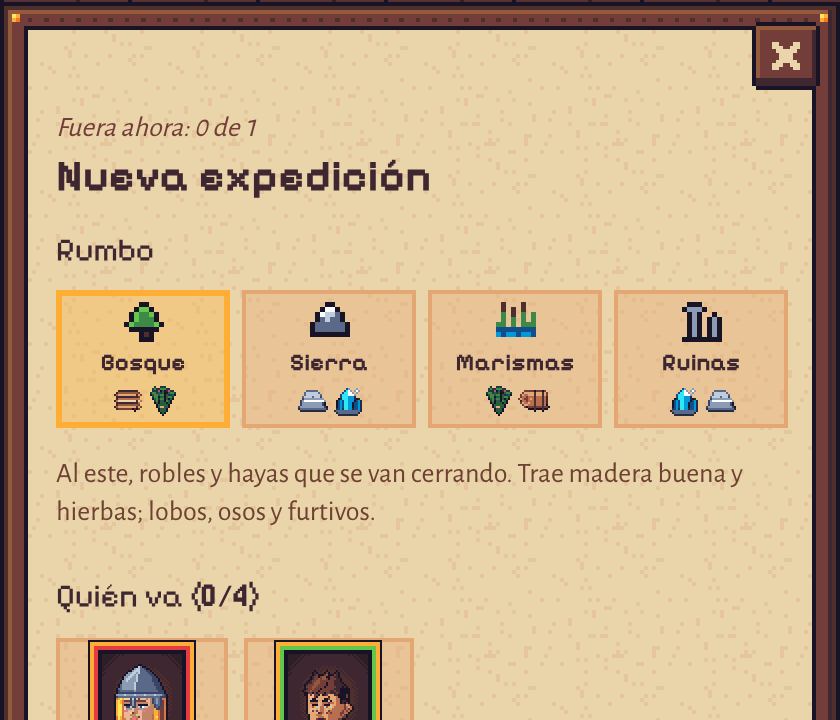 Fuera ahora: 0 de 1
Nueva expedición
Rumbo
Bosque
Sierra
Marismas
Ruinas
Al este, robles y hayas que se van cerrando. Trae madera buena y
hierbas; lobos, osos y furtivos.
Quién va (0/4)